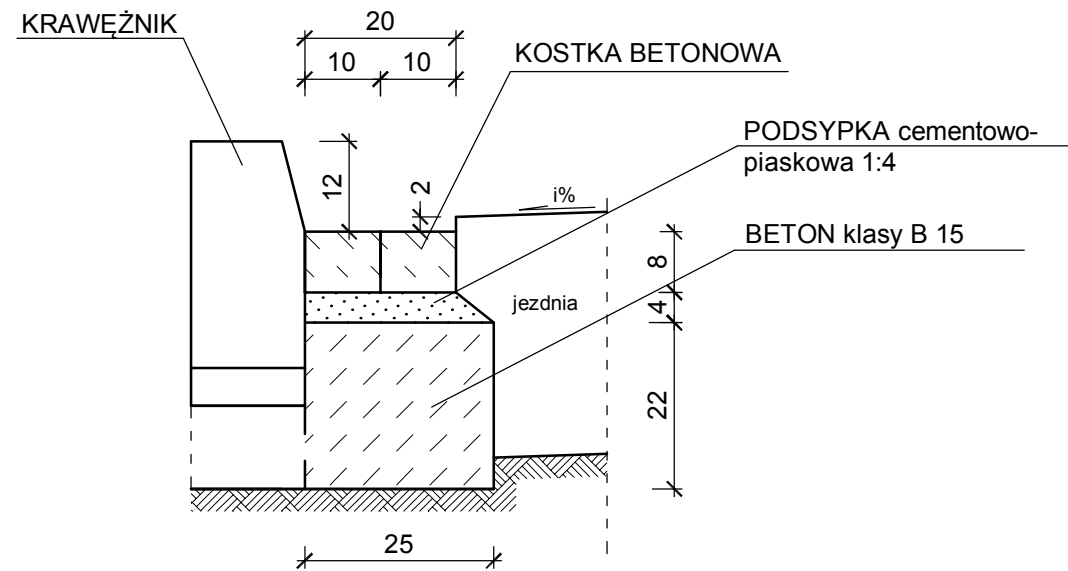 KRAWĘŻNIK
20
10
10
KOSTKA BETONOWA
PODSYPKA cementowo-
piaskowa 1:4
12
2
i%
BETON klasy B 15
8
jezdnia
4
22
25